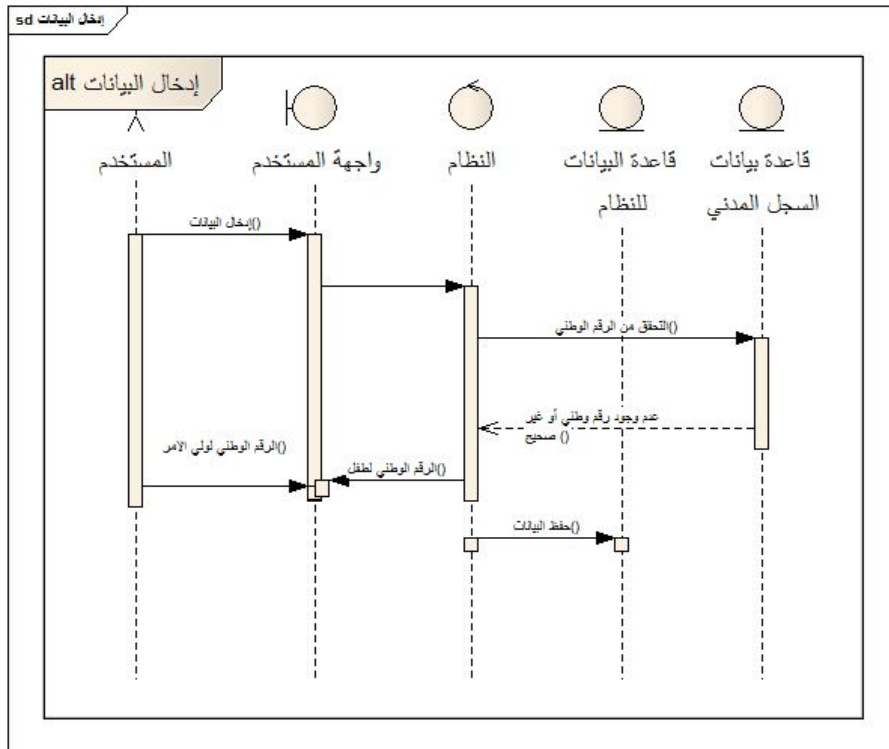 sd إدخال البيانات
alt إدخال البيانات
المستخدم
واجهة المستخدم
النظام
قاعدة البيانات
للنظام
قاعدة بيانات
السجل المدني
إدخال البيانات()
التحقق من الرقم الوطني()
عدم وجود رقم وطني أو غير
صحيح ()
الرقم الوطني لولي الامر()
الرقم الوطني لطفل()
حفظ البيانات()